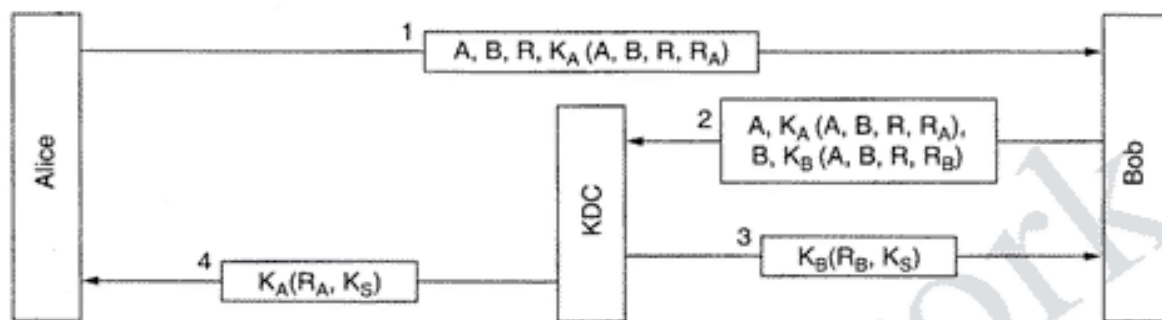 Alice
1
A, B, R, K_A (A, B, R, R_A)
Bob
2
A, K_A (A, B, R, R_A),
B, K_B (A, B, R, R_B)
KDC
3
K_B(R_B, K_S)
4
K_A(R_A, K_S)
ork